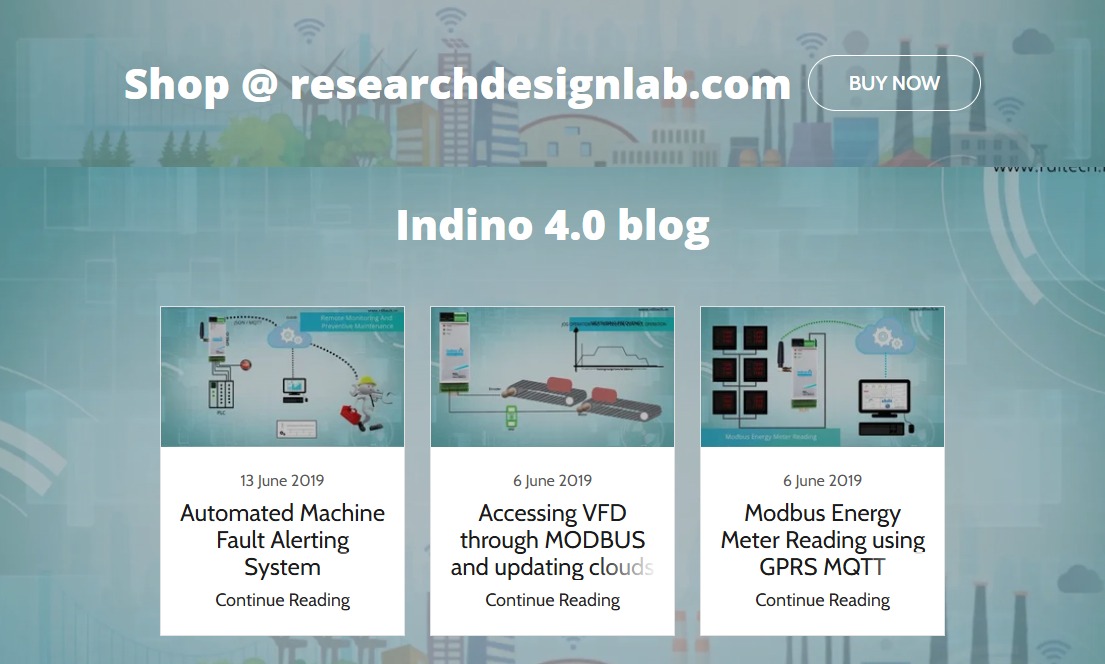 Shop @ researchdesignlab.com
BUY NOW
Indino 4.0 blog
Remote Monitoring And
Preventive Maintenance
PLC
Modbus Energy Meter Reading
13 June 2019
Automated Machine
Fault Alerting
System
Continue Reading
6 June 2019
Accessing VFD
through MODBUS
and updating clouds
Continue Reading
6 June 2019
Modbus Energy
Meter Reading using
GPRS MQTT
Continue Reading